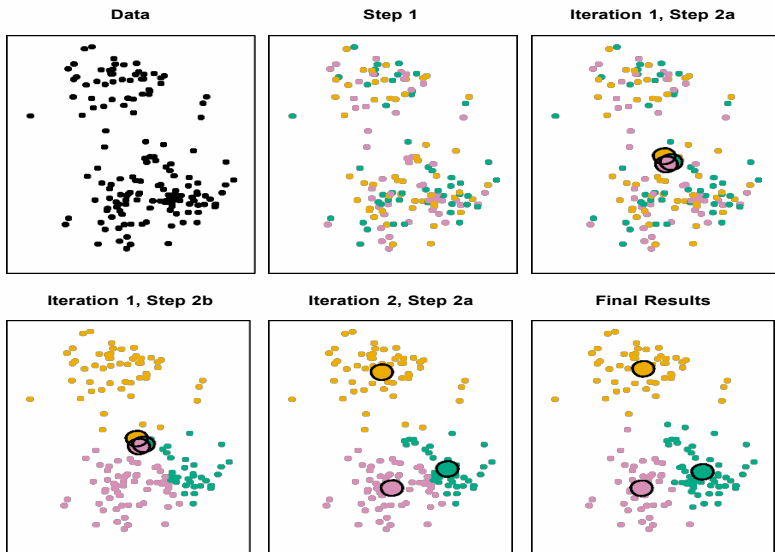 Data
Step 1
Iteration 1, Step 2a
Iteration 1, Step 2b
Iteration 2, Step 2a
Final Results